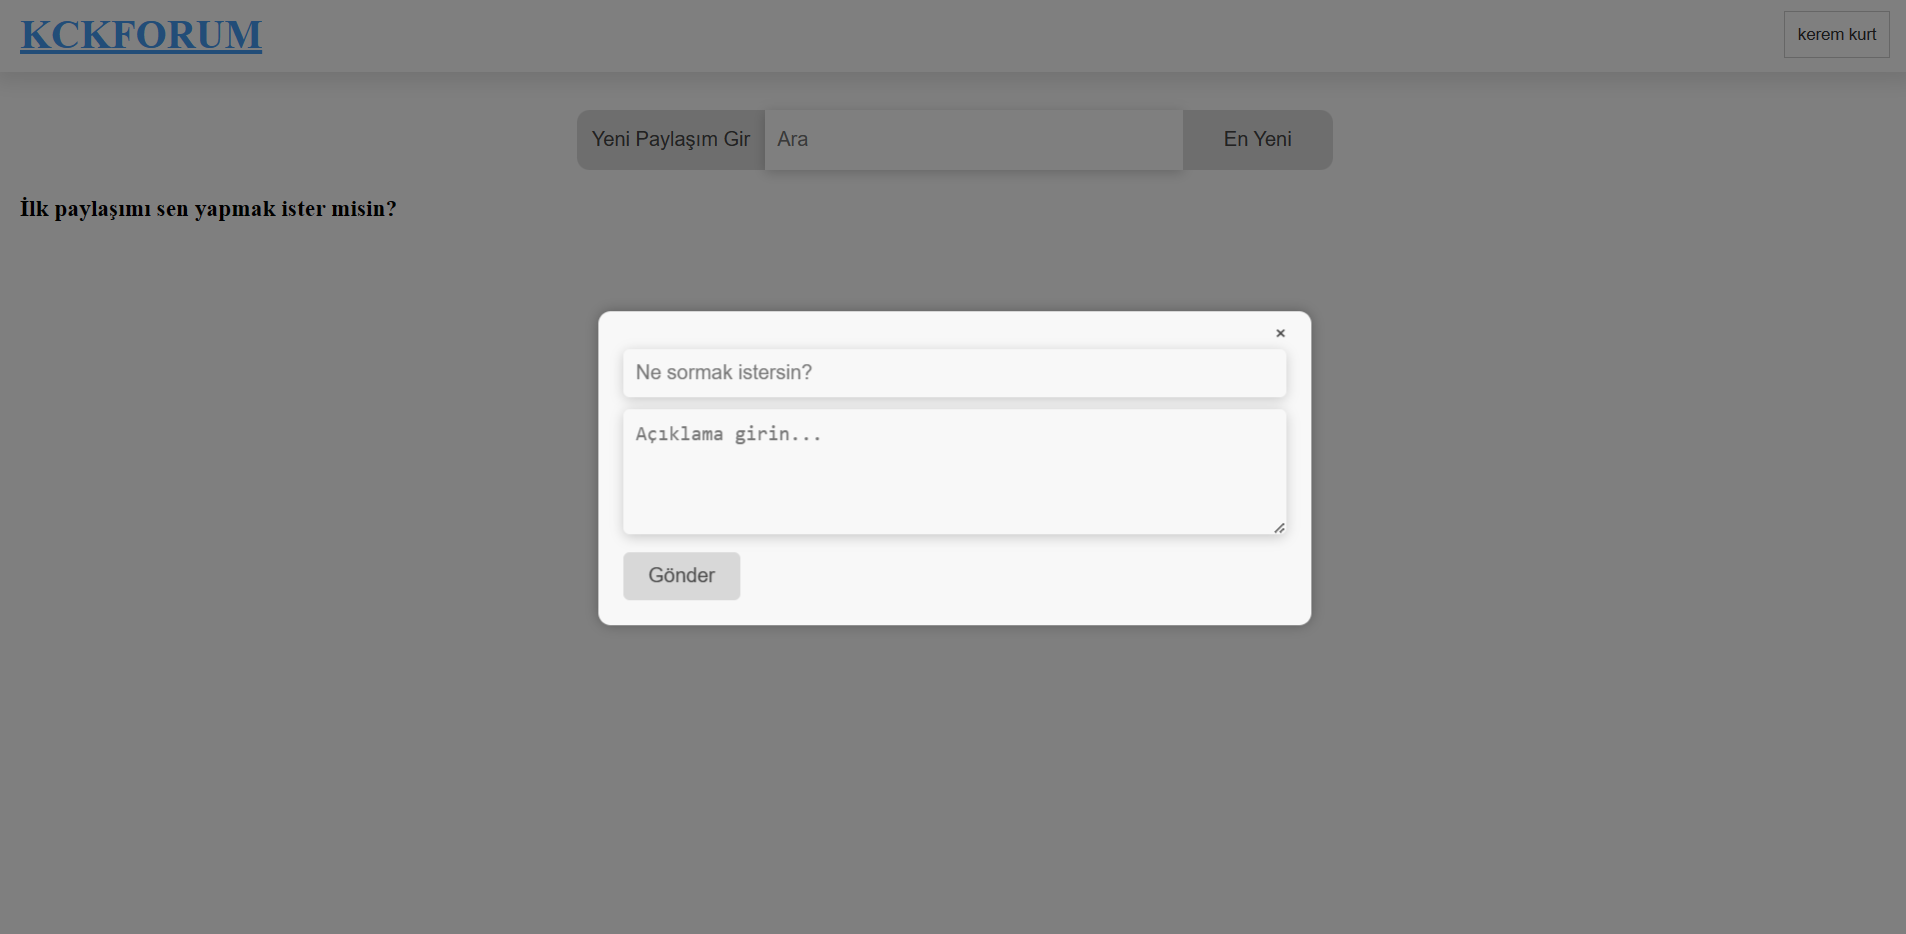 KCKFORUM
kerem kurt
Yeni Paylaşım Gir
Ara
En Yeni
İlk paylaşımı sen yapmak ister misin?
×
Ne sormak istersin?
Açıklama girin...
Gönder